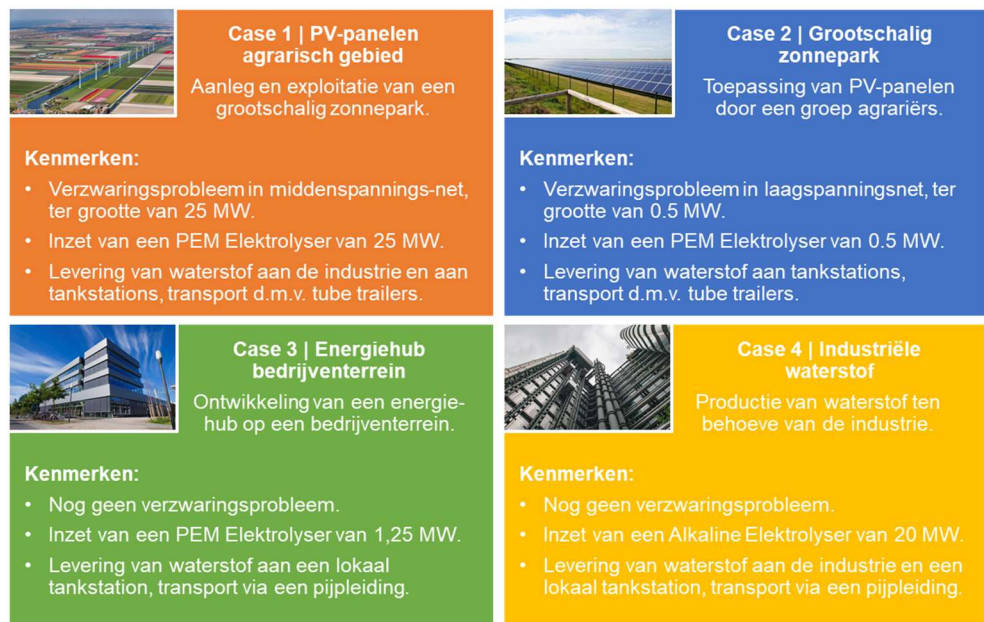 Case 1 | PV-panelen
agrarisch gebied
Aanleg en exploitatie van een
grootschalig zonnepark.
Kenmerken:
• Verzwaringsprobleem in middenspannings-net,
ter grootte van 25 MW.
• Inzet van een PEM Elektrolyser van 25 MW.
• Levering van waterstof aan de industrie en aan
tankstations, transport d.m.v. tube trailers.
Case 2 | Grootschalig
zonnepark
Toepassing van PV-panelen
door een groep agrariërs.
Kenmerken:
• Verzwaringsprobleem in laagspanningsnet, ter
grootte van 0.5 MW.
• Inzet van een PEM Elektrolyser van 0.5 MW.
• Levering van waterstof aan tankstations,
transport d.m.v. tube trailers.
Case 3 | Energiehub
bedrijventerrein
Ontwikkeling van een energie-
hub op een bedrijventerrein.
Kenmerken:
• Nog geen verzwaringsprobleem.
• Inzet van een PEM Elektrolyser van 1,25 MW.
• Levering van waterstof aan een lokaal
tankstation, transport via een pijpleiding.
Case 4 | Industriële
waterstof
Productie van waterstof ten
behoeve van de industrie.
Kenmerken:
• Nog geen verzwaringsprobleem.
• Inzet van een Alkaline Elektrolyser van 20 MW.
• Levering van waterstof aan de industrie en een
lokaal tankstation, transport via een pijpleiding.